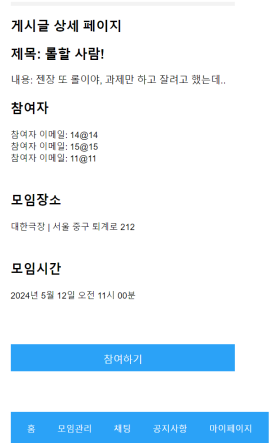 게시글 상세 페이지
제목: 롤할 사람!
내용: 젠장 또 롤이야, 과제만 하고 잘려고 했는데..
참여자
참여자 이메일: 14@14
참여자 이메일: 15@15
참여자 이메일: 11@11
모임장소
대한극장 | 서울 중구 퇴계로 212
모임시간
2024년 5월 12일 오전 11시 00분
참여하기
홈 모임관리 채팅 공지사항 마이페이지